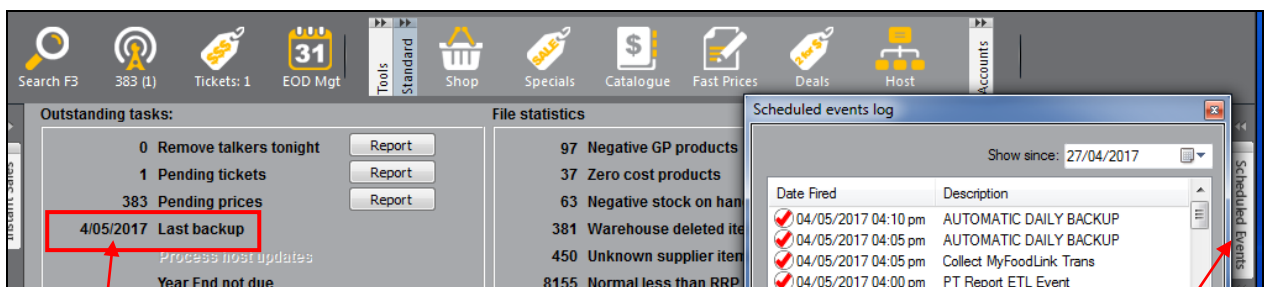 31
SALE
2 for $
Search F3
383 (1)
Tickets: 1
EOD Mgt
Tools
Standard
Shop
Specials
Catalogue
Fast Prices
Deals
Host
Accounts
Outstanding tasks:
0 Remove talkers tonight Report
1 Pending tickets Report
383 Pending prices Report
4/05/2017 Last backup
Process host updates
Year End not due
Instant Sales
File statistics
97 Negative GP products
37 Zero cost products
63 Negative stock on han
381 Warehouse deleted ite
450 Unknown supplier item
8155 Normal less than RRP
Scheduled events log
Show since: 27/04/2017
Date Fired Description
04/05/2017 04:10 pm AUTOMATIC DAILY BACKUP
04/05/2017 04:05 pm AUTOMATIC DAILY BACKUP
04/05/2017 04:05 pm Collect MyFoodLink Trans
04/05/2017 04:00 pm PT Report ETL Event
Scheduled Events